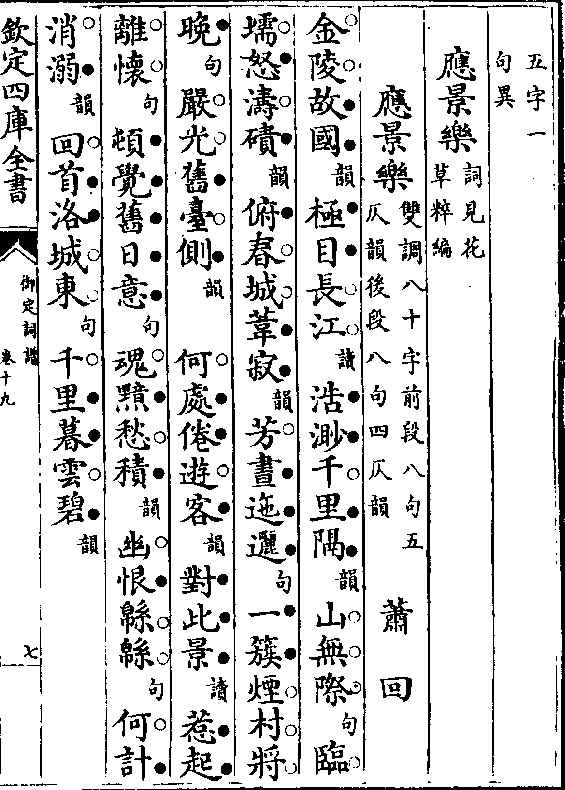 五字一
句異
應景樂 詞見花
草粹編
應景樂 雙調八十字前段八句五
仄韻後段八句四仄韻 蕭回
金陵故國韻極目長江讀浩渺千里隔韻山無際句臨
壖怒濤磧韻俯春城葦寂韻芳晝迤邐句一簇煙村將
晚句嚴光舊臺側韻 何處倦遊客韻對此景讀惹起
離懷句頓覺舊日意句魂黯愁積韻幽恨緜緜句何計
消溺韻回首洛城東句千里暮雲碧韻
欽定四庫全書
御定詞譜
卷十九
七